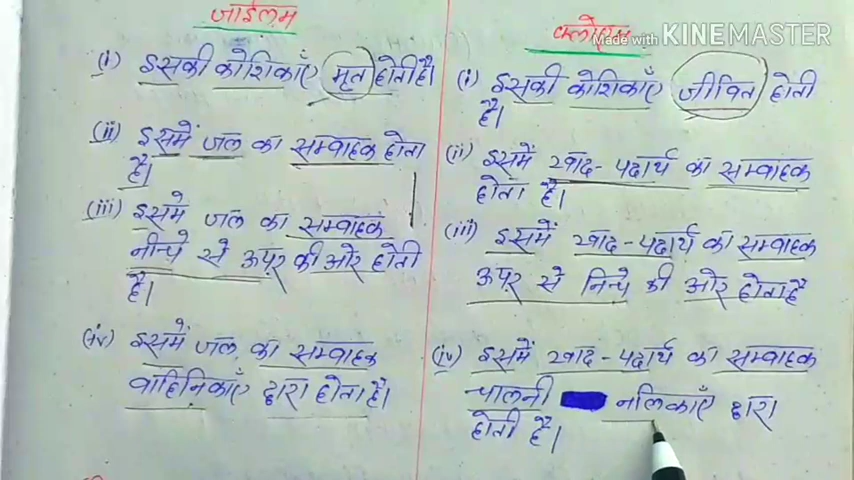 जाईलम
(i) इसकी कोशिकाएँ मृत होती है।
(ii) इसमें जल का सम्वाहक होता
है।
(iii) इसमे जल का सम्वाहक
नीचे से ऊपर की ओर होती
है।
(iv) इसमें जल का सम्वाहक
वाहिनिकाएँ द्वारा होता है।
Made with KINEMASTER
फ्लोएम
(i) इसकी कोशिकाएँ जीवित होती
है।
(ii) इसमें खाद-पदार्थ का सम्वाहक
होता है।
(iii) इसमें खाद-पदार्थ का सम्वाहक
ऊपर से निचे की ओर होता है
(iv) इसमें खाद-पदार्थ का सम्वाहक
चालनी नलिकाएँ द्वारा
होती है।